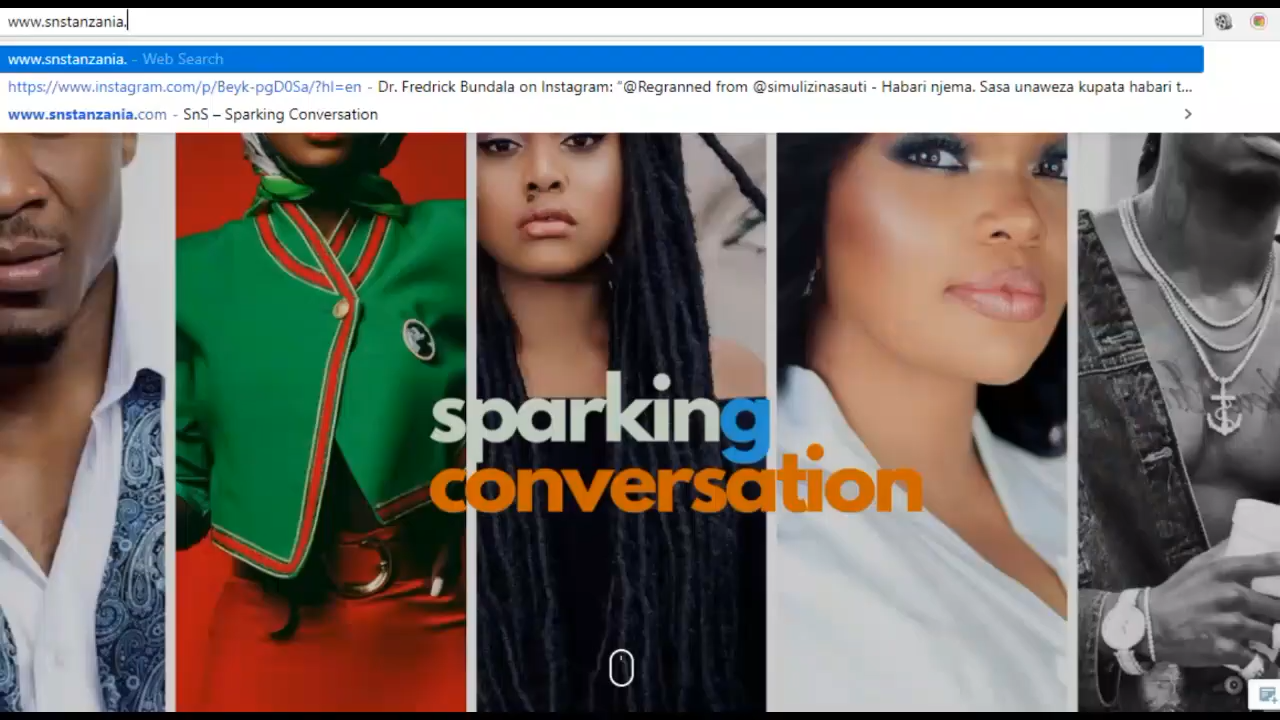 www.snstanzania.
www.snstanzania. - Web Search
https://www.instagram.com/p/Beyk-pgD0Sa/?hl=en - Dr. Fredrick Bundala on Instagram: “@Regranned from @simulizinasauti - Habari njema. Sasa unaweza kupata habari t...
www.snstanzania.com - SnS – Sparking Conversation
sparking
conversation